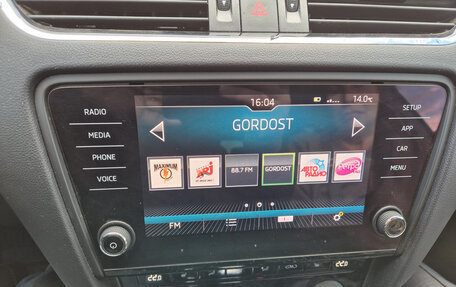 16:04
14.0°C
RADIO
MEDIA
PHONE
VOICE
SETUP
APP
CAR
MENU
GORDOST
MAXIMUM
NRJ
88.7 FM
GORDOST
АВТО
РАДИО
FM